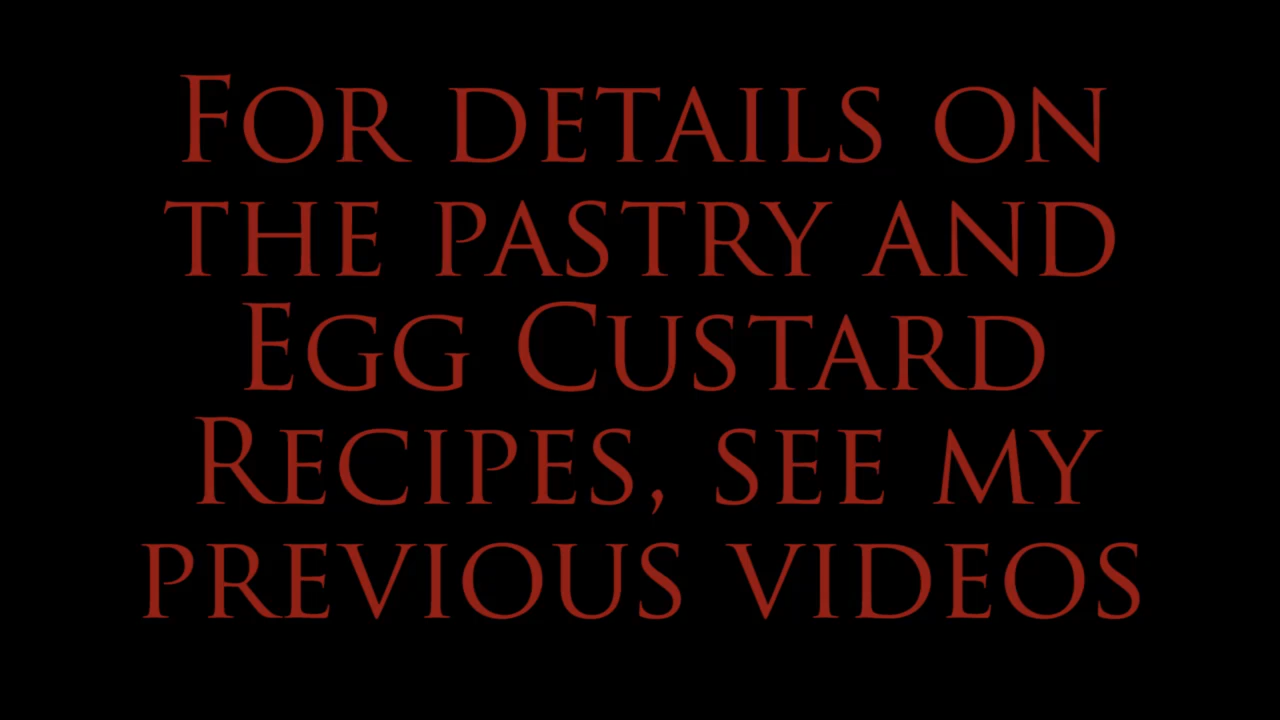 For details on
the pastry and
Egg Custard
Recipes, see my
previous videos